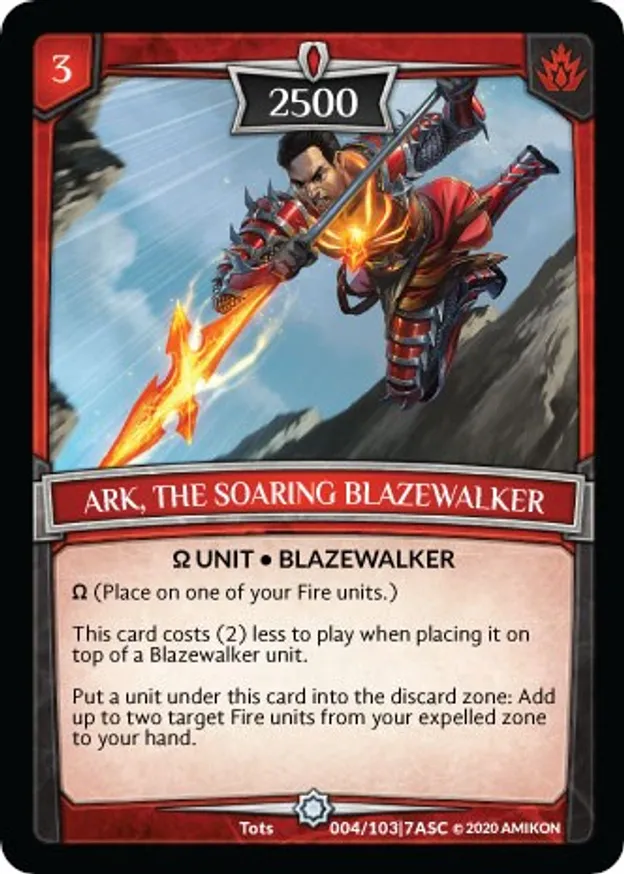 3
2500
ARK, THE SOARING BLAZEWALKER
Ω UNIT • BLAZEWALKER
Ω (Place on one of your Fire units.)
This card costs (2) less to play when placing it on
top of a Blazewalker unit.
Put a unit under this card into the discard zone: Add
up to two target Fire units from your expelled zone
to your hand.
Tots 004/103|7ASC © 2020 AMIKON